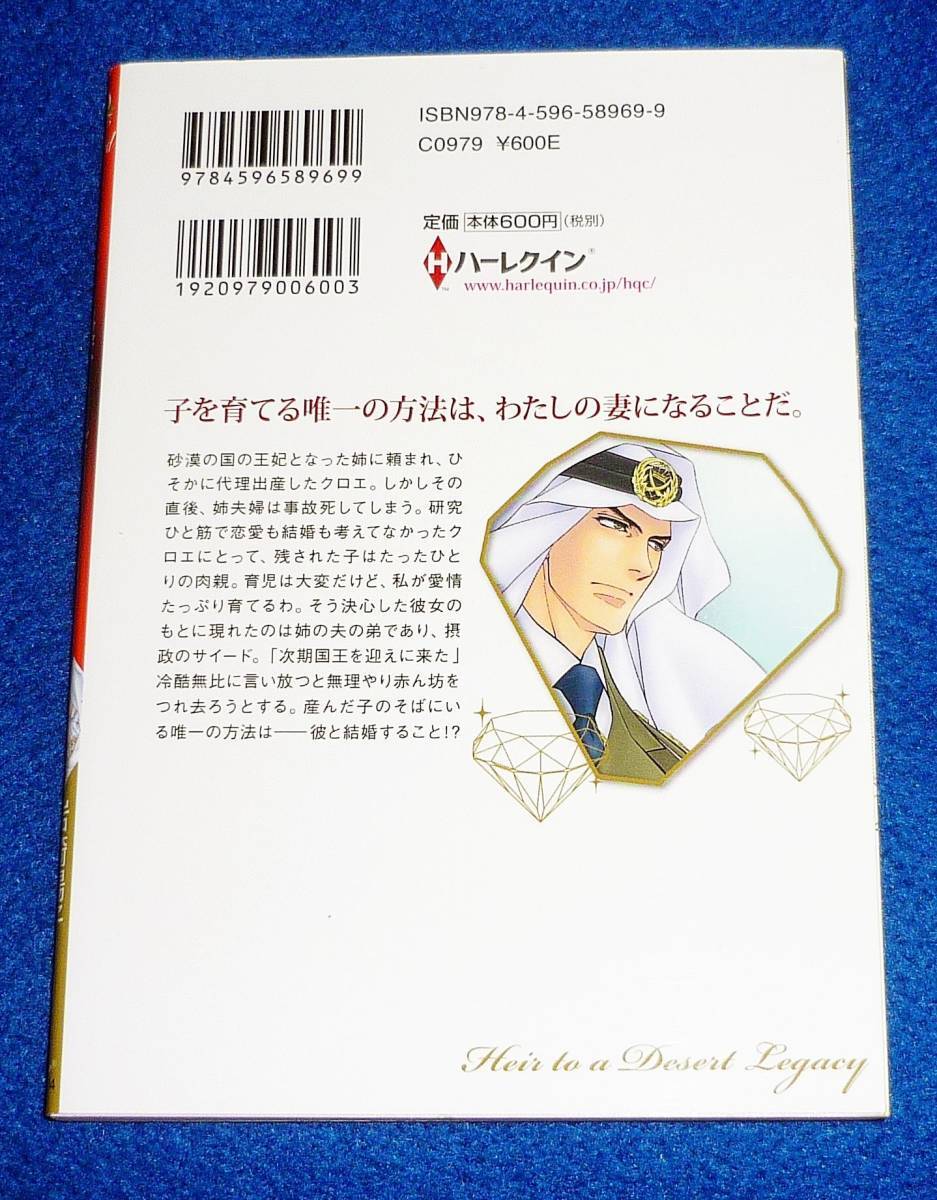 ISBN978-4-596-58969-9
C0979 ¥600E
9784596589699
定価 本体600円(税別)
ハーレクイン®
www.harlequin.co.jp/hqc/
1920979006003
子を育てる唯一の方法は、わたしの妻になることだ。
砂漠の国の王妃となった姉に頼まれ、ひ
そかに代理出産したクロエ。しかしその
直後、姉夫婦は事故死してしまう。研究
ひと筋で恋愛も結婚も考えてなかったク
ロエにとって、残された子はたったひと
りの肉親。育児は大変だけど、私が愛情
たっぷり育てるわ。そう決心した彼女の
もとに現れたのは姉の夫の弟であり、摂
政のサイード。「次期国王を迎えに来た」
冷酷無比に言い放つと無理やり赤ん坊を
つれ去ろうとする。産んだ子のそばにい
る唯一の方法は――彼と結婚すること!?
Heir to a Desert Legacy